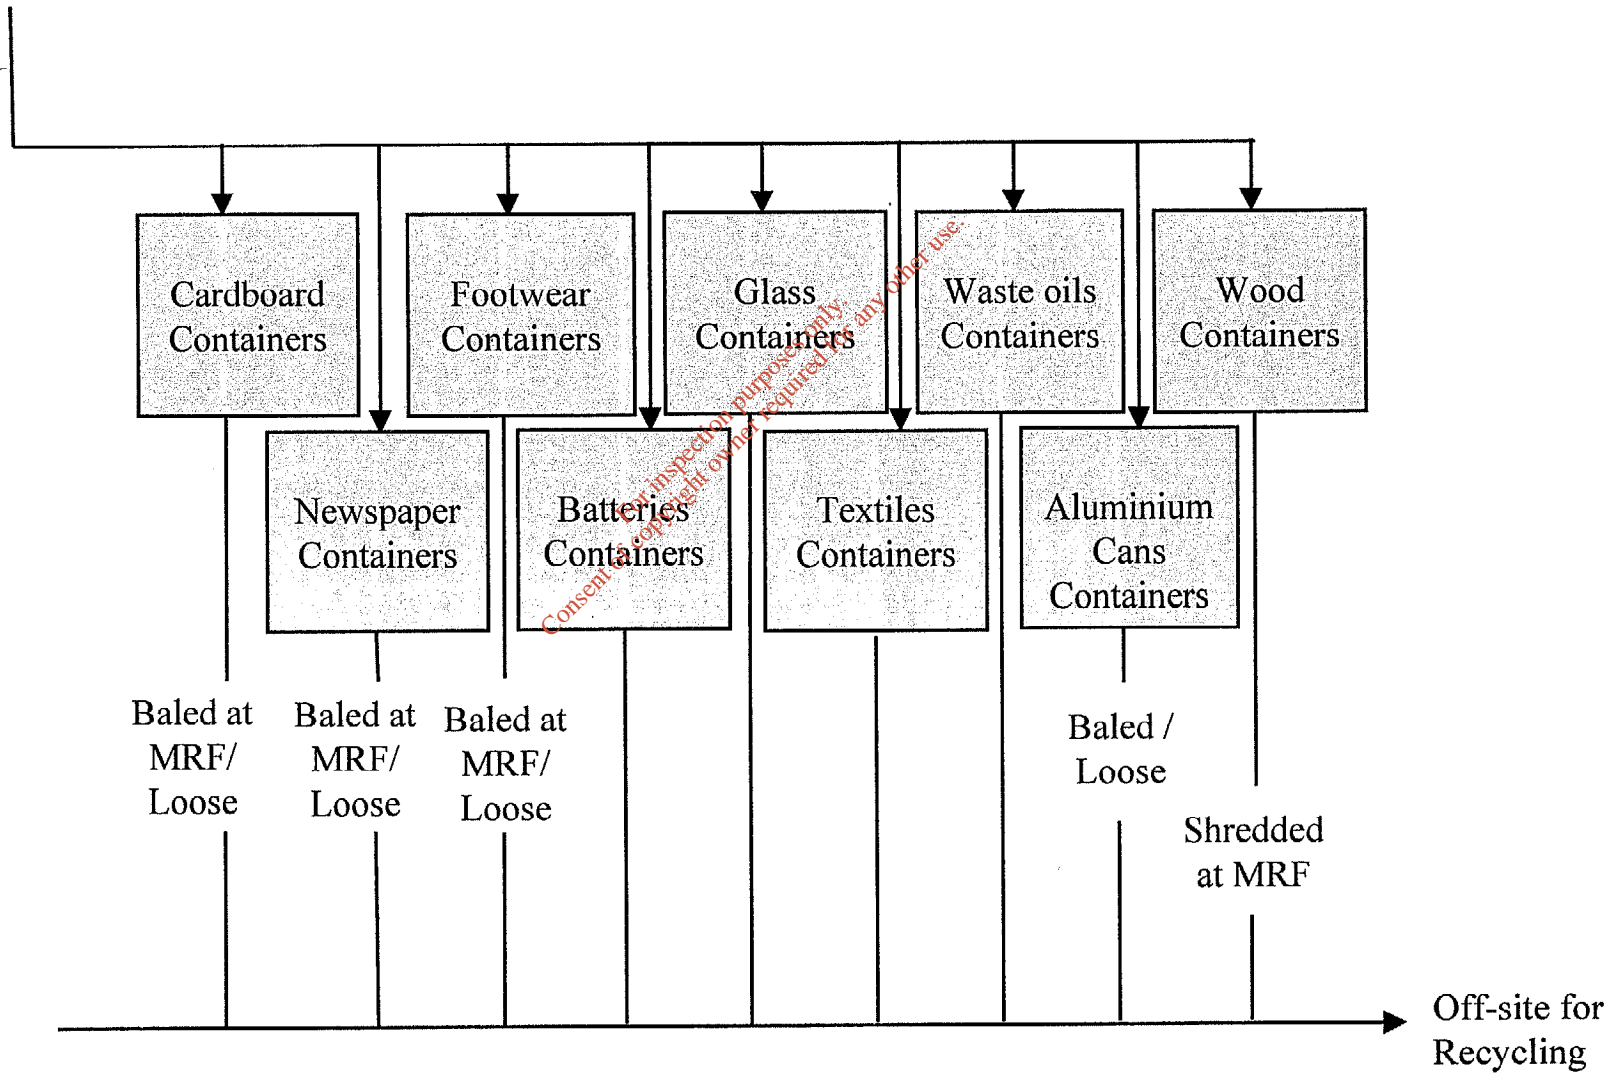 Cardboard
Containers
Footwear
Containers
Glass
Containers
Waste oils
Containers
Wood
Containers
Newspaper
Containers
Batteries
Containers
Textiles
Containers
Aluminium
Cans
Containers
For inspection purposes only.
Consent of copyright owner required for any other use.
Baled at
MRF/
Loose
Baled at
MRF/
Loose
Baled at
MRF/
Loose
Baled /
Loose
Shredded
at MRF
Off-site for
Recycling